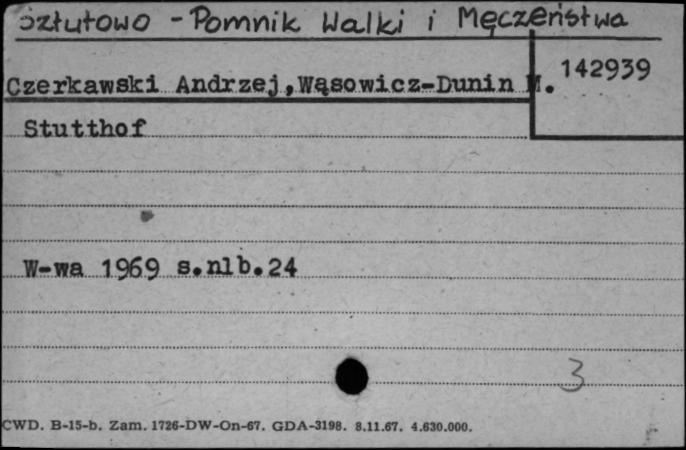 Sztutowo - Pomnik Walki i Męczeństwa
142939
Czerkawski Andrzej,Wąsowicz-Dunin M.
Stutthof
W-wa 1969 s.nlb.24
3
CWD. B-15-b. Zam. 1726-DW-On-67. GDA-3198. 8.11.67. 4.630.000.